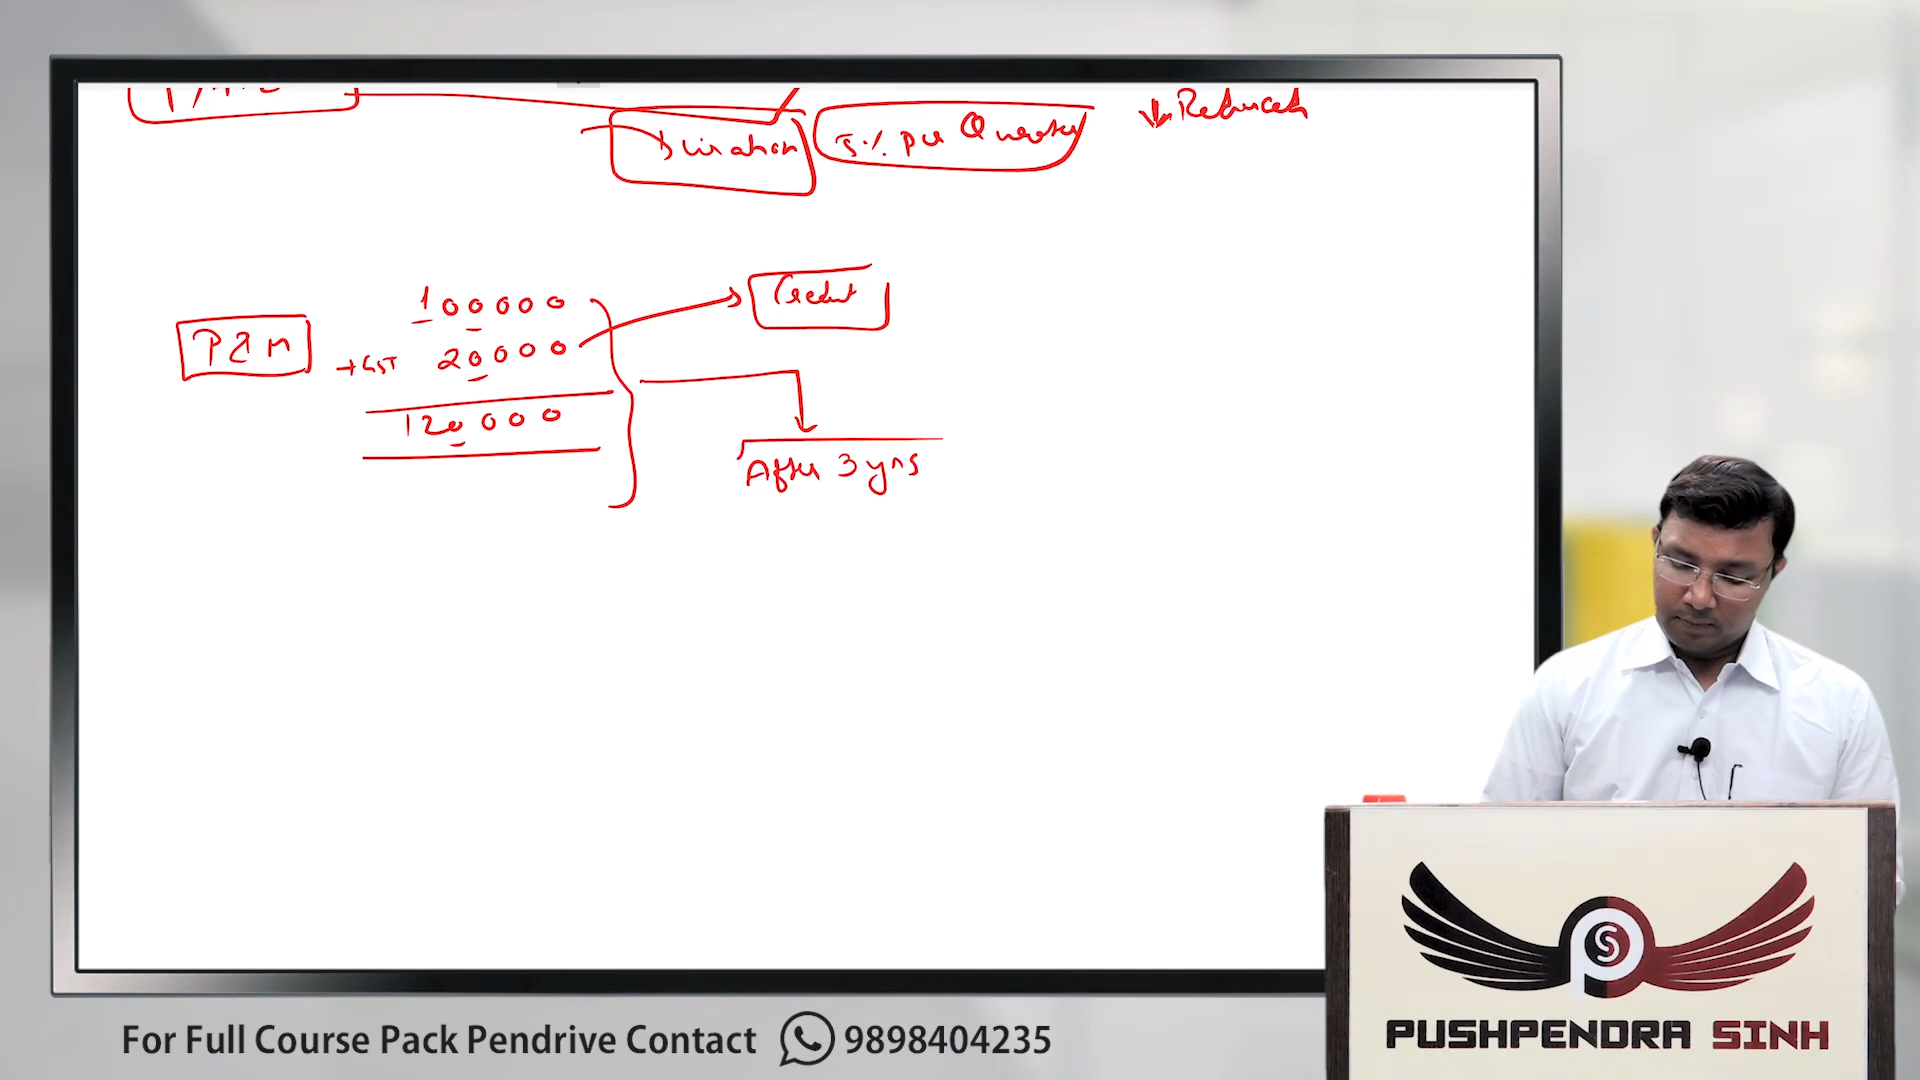 Reduced
Duration
5% per Quarter
100000
Credit
P&M
+GST 20000
120000
After 3 yrs
PS
PUSHPENDRA SINH
For Full Course Pack Pendrive Contact 9898404235